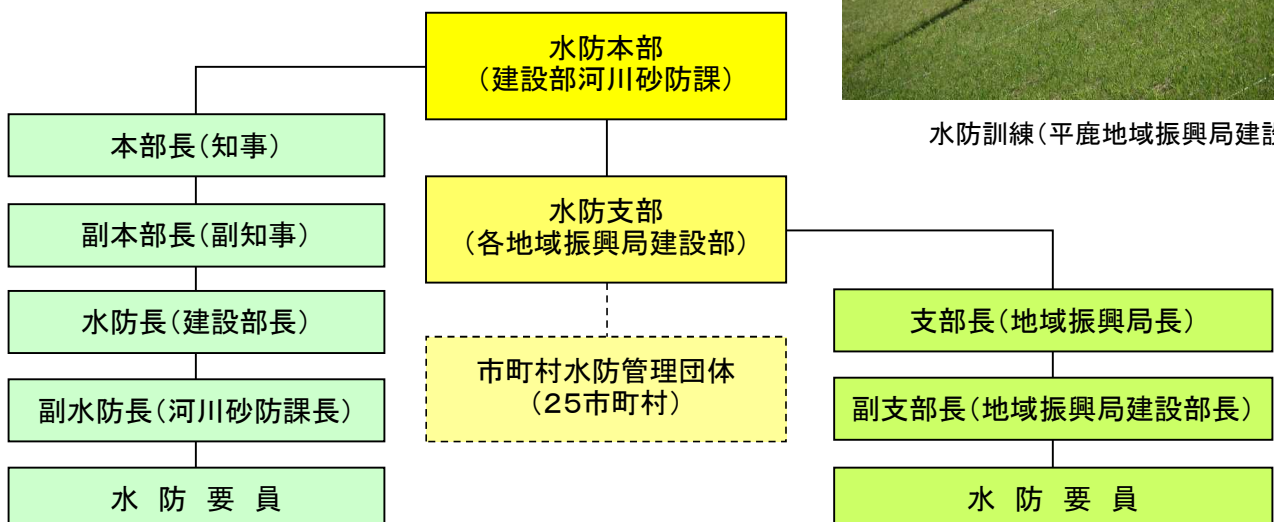 水防本部
（建設部河川砂防課）
水防訓練（平鹿地域振興局建設
本部長（知事）
水防支部
（各地域振興局建設部）
副本部長（副知事）
水防長（建設部長）
支部長（地域振興局長）
市町村水防管理団体
（２５市町村）
副水防長（河川砂防課長）
副支部長（地域振興局建設部長）
水 防 要 員
水 防 要 員